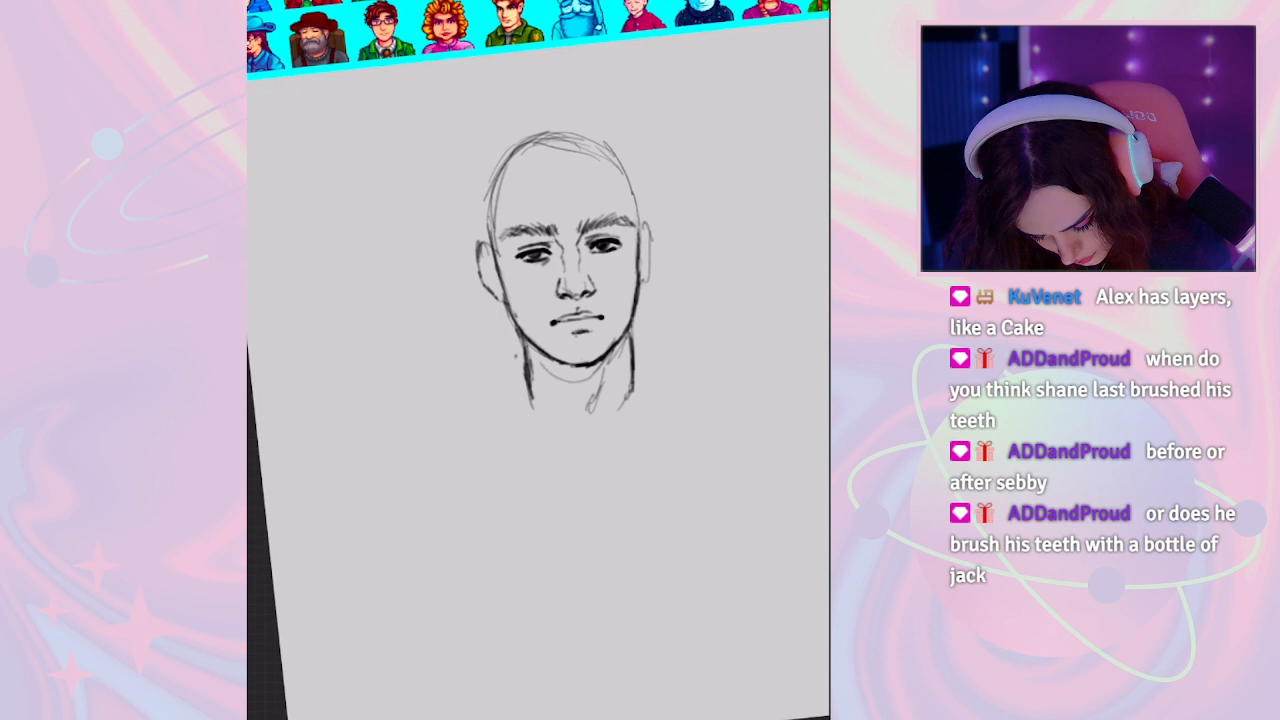 KuVenet Alex has layers,
like a Cake
ADDandProud when do
you think shane last brushed his
teeth
ADDandProud before or
after sebby
ADDandProud or does he
brush his teeth with a bottle of
jack